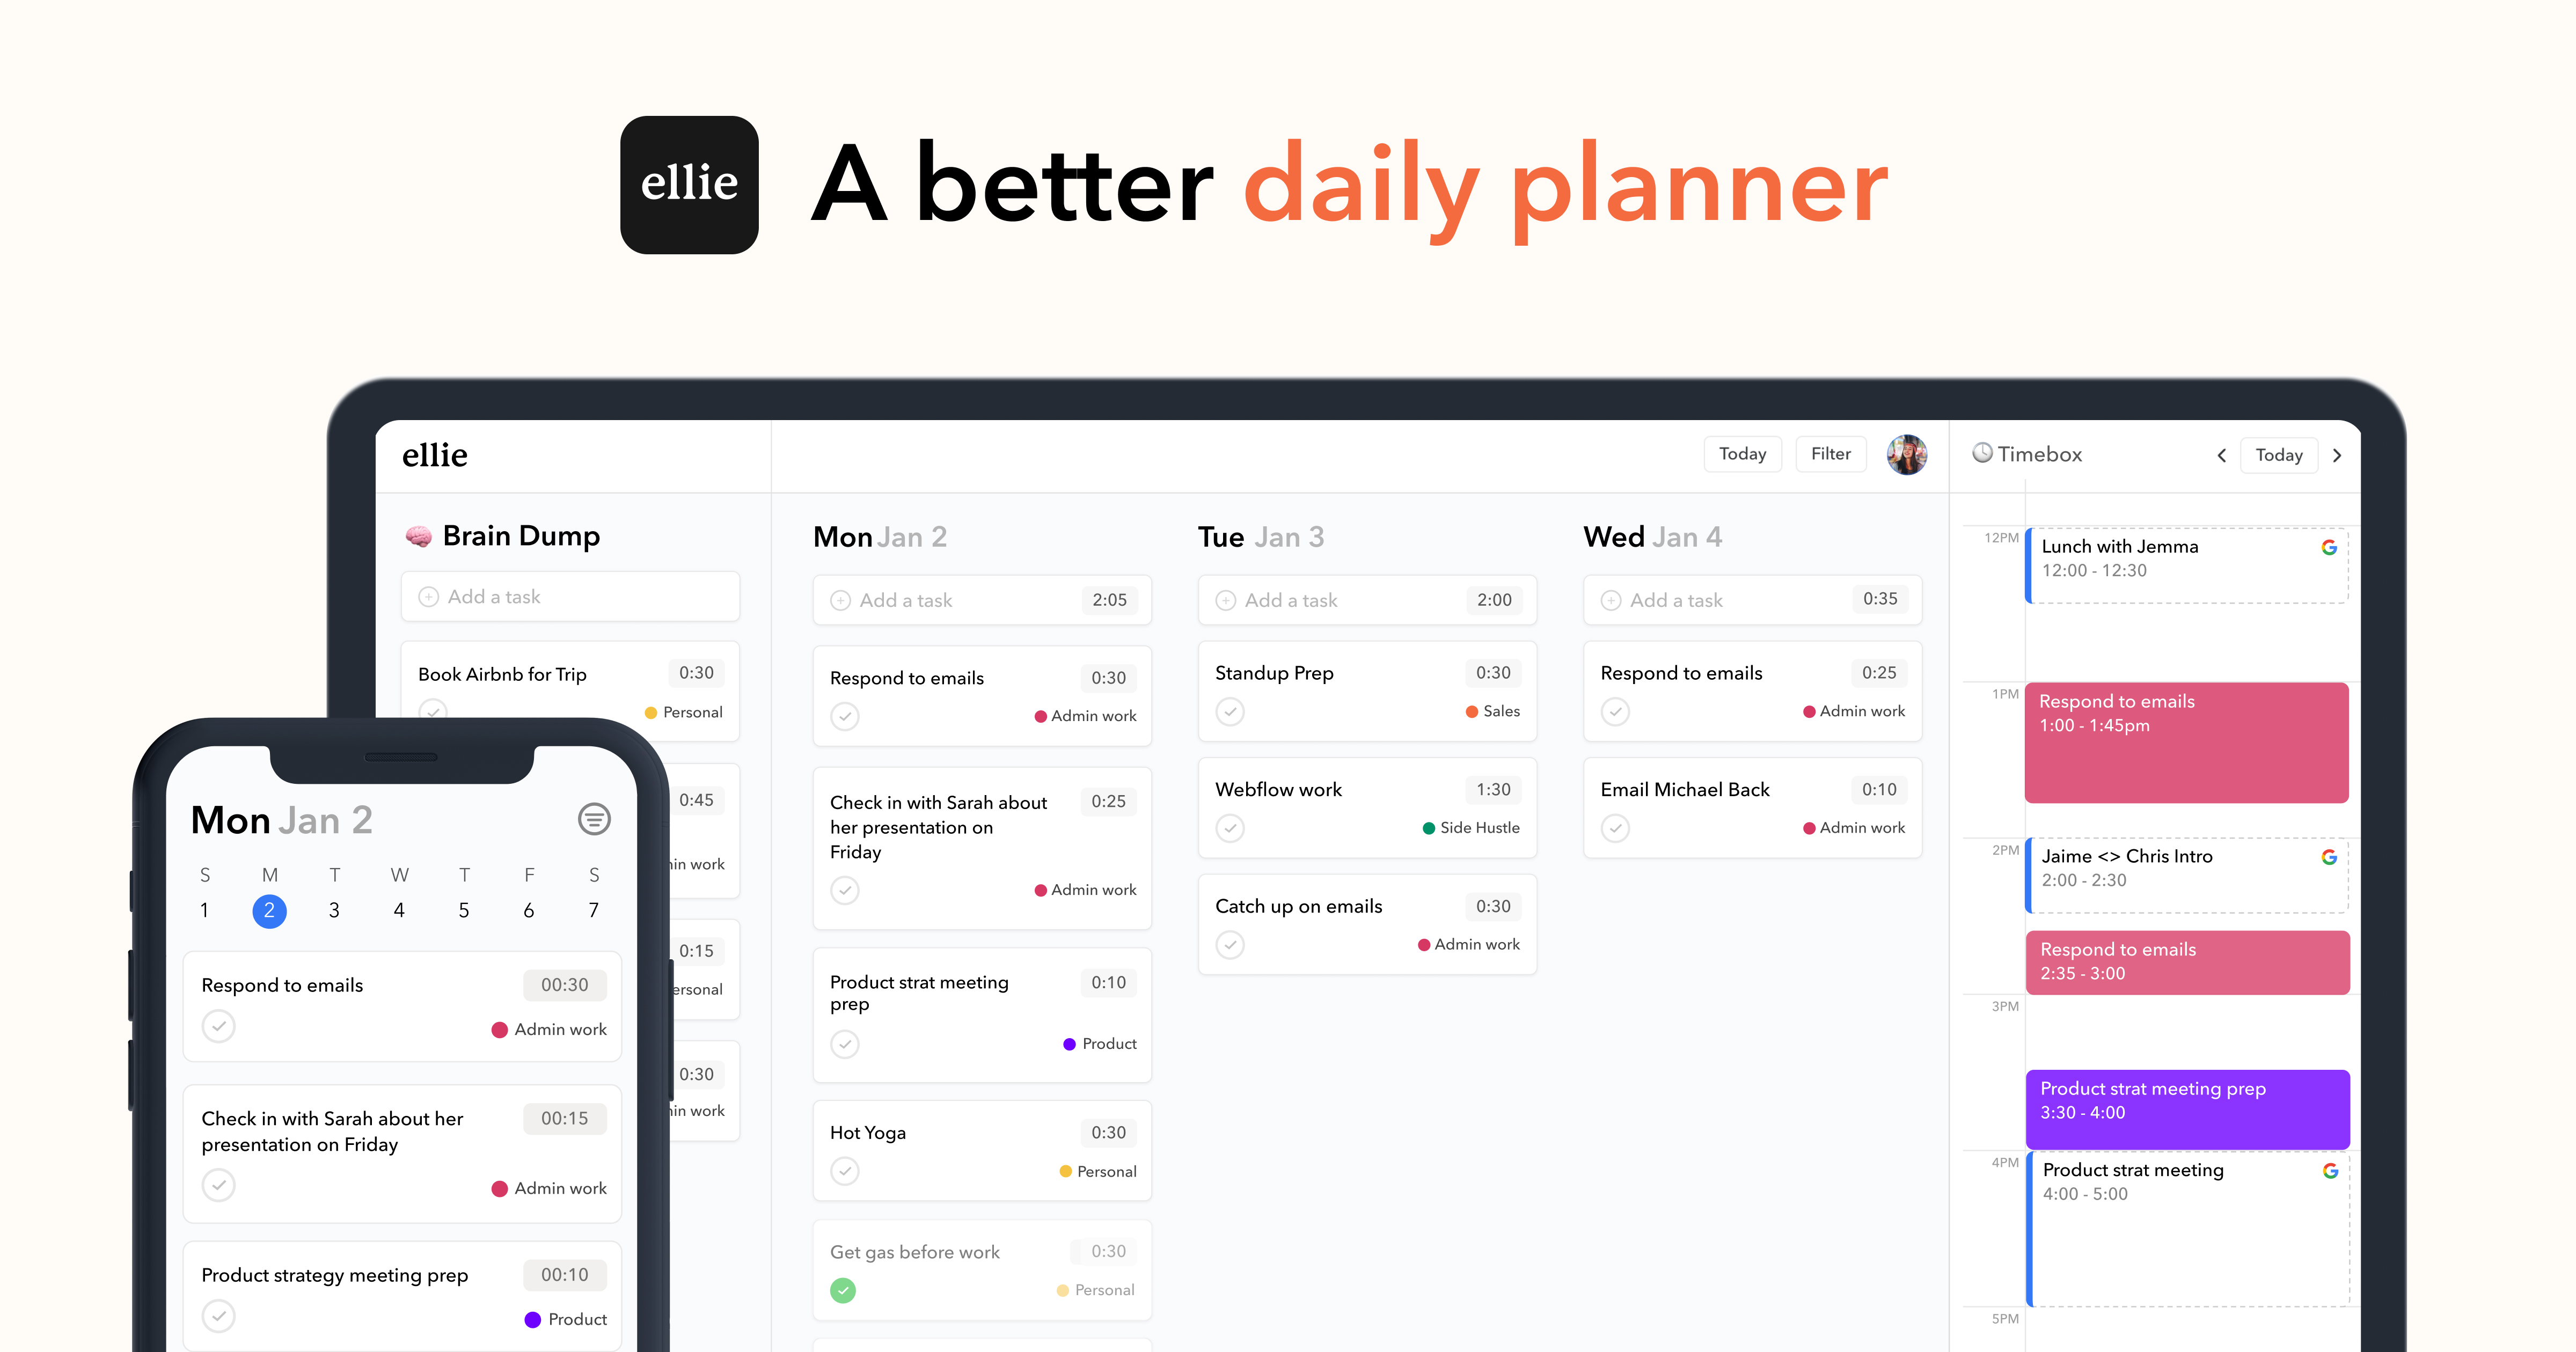 ellie
A better daily planner
ellie
Today
Filter
Timebox
Today
Brain Dump
Add a task
Book Airbnb for Trip
0:30
Personal
0:45
0:15
0:30
Mon Jan 2
Add a task
2:05
Respond to emails
0:30
Admin work
Check in with Sarah about
0:25
her presentation on
Friday
Admin work
Product strat meeting
0:10
prep
Product
Hot Yoga
0:30
Personal
Get gas before work
0:30
Personal
Tue Jan 3
Add a task
2:00
Standup Prep
0:30
Sales
Webflow work
1:30
Side Hustle
Catch up on emails
0:30
Admin work
Wed Jan 4
Add a task
0:35
Respond to emails
0:25
Admin work
Email Michael Back
0:10
Admin work
12PM
Lunch with Jemma
12:00 - 12:30
1PM
Respond to emails
1:00 - 1:45pm
2PM
Jaime <> Chris Intro
2:00 - 2:30
Respond to emails
2:35 - 3:00
3PM
Product strat meeting prep
3:30 - 4:00
4PM
Product strat meeting
4:00 - 5:00
5PM
Mon Jan 2
S M T W T F S
1 2 3 4 5 6 7
Respond to emails
00:30
Admin work
Check in with Sarah about her
00:15
presentation on Friday
Admin work
Product strategy meeting prep
00:10
Product